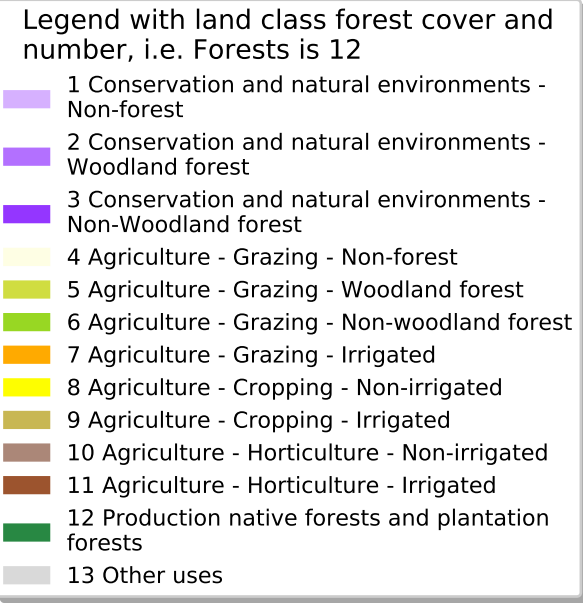 Legend with land class forest cover and
number, i.e. Forests is 12
1 Conservation and natural environments -
Non-forest
2 Conservation and natural environments -
Woodland forest
3 Conservation and natural environments -
Non-Woodland forest
4 Agriculture - Grazing - Non-forest
5 Agriculture - Grazing - Woodland forest
6 Agriculture - Grazing - Non-woodland forest
7 Agriculture - Grazing - Irrigated
8 Agriculture - Cropping - Non-irrigated
9 Agriculture - Cropping - Irrigated
10 Agriculture - Horticulture - Non-irrigated
11 Agriculture - Horticulture - Irrigated
12 Production native forests and plantation
forests
13 Other uses